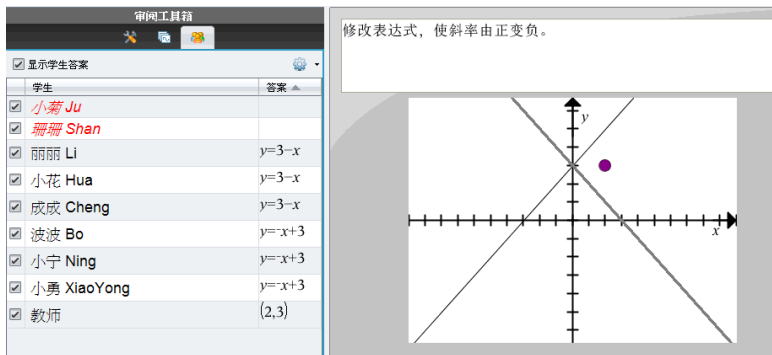 审阅工具箱
显示学生答案
学生 答案
小菊 Ju
珊珊 Shan
丽丽 Li y=3−x
小花 Hua y=3−x
成成 Cheng y=3−x
波波 Bo y=⁻x+3
小宁 Ning y=⁻x+3
小勇 XiaoYong y=⁻x+3
教师 (2,3)
修改表达式，使斜率由正变负。
y
x